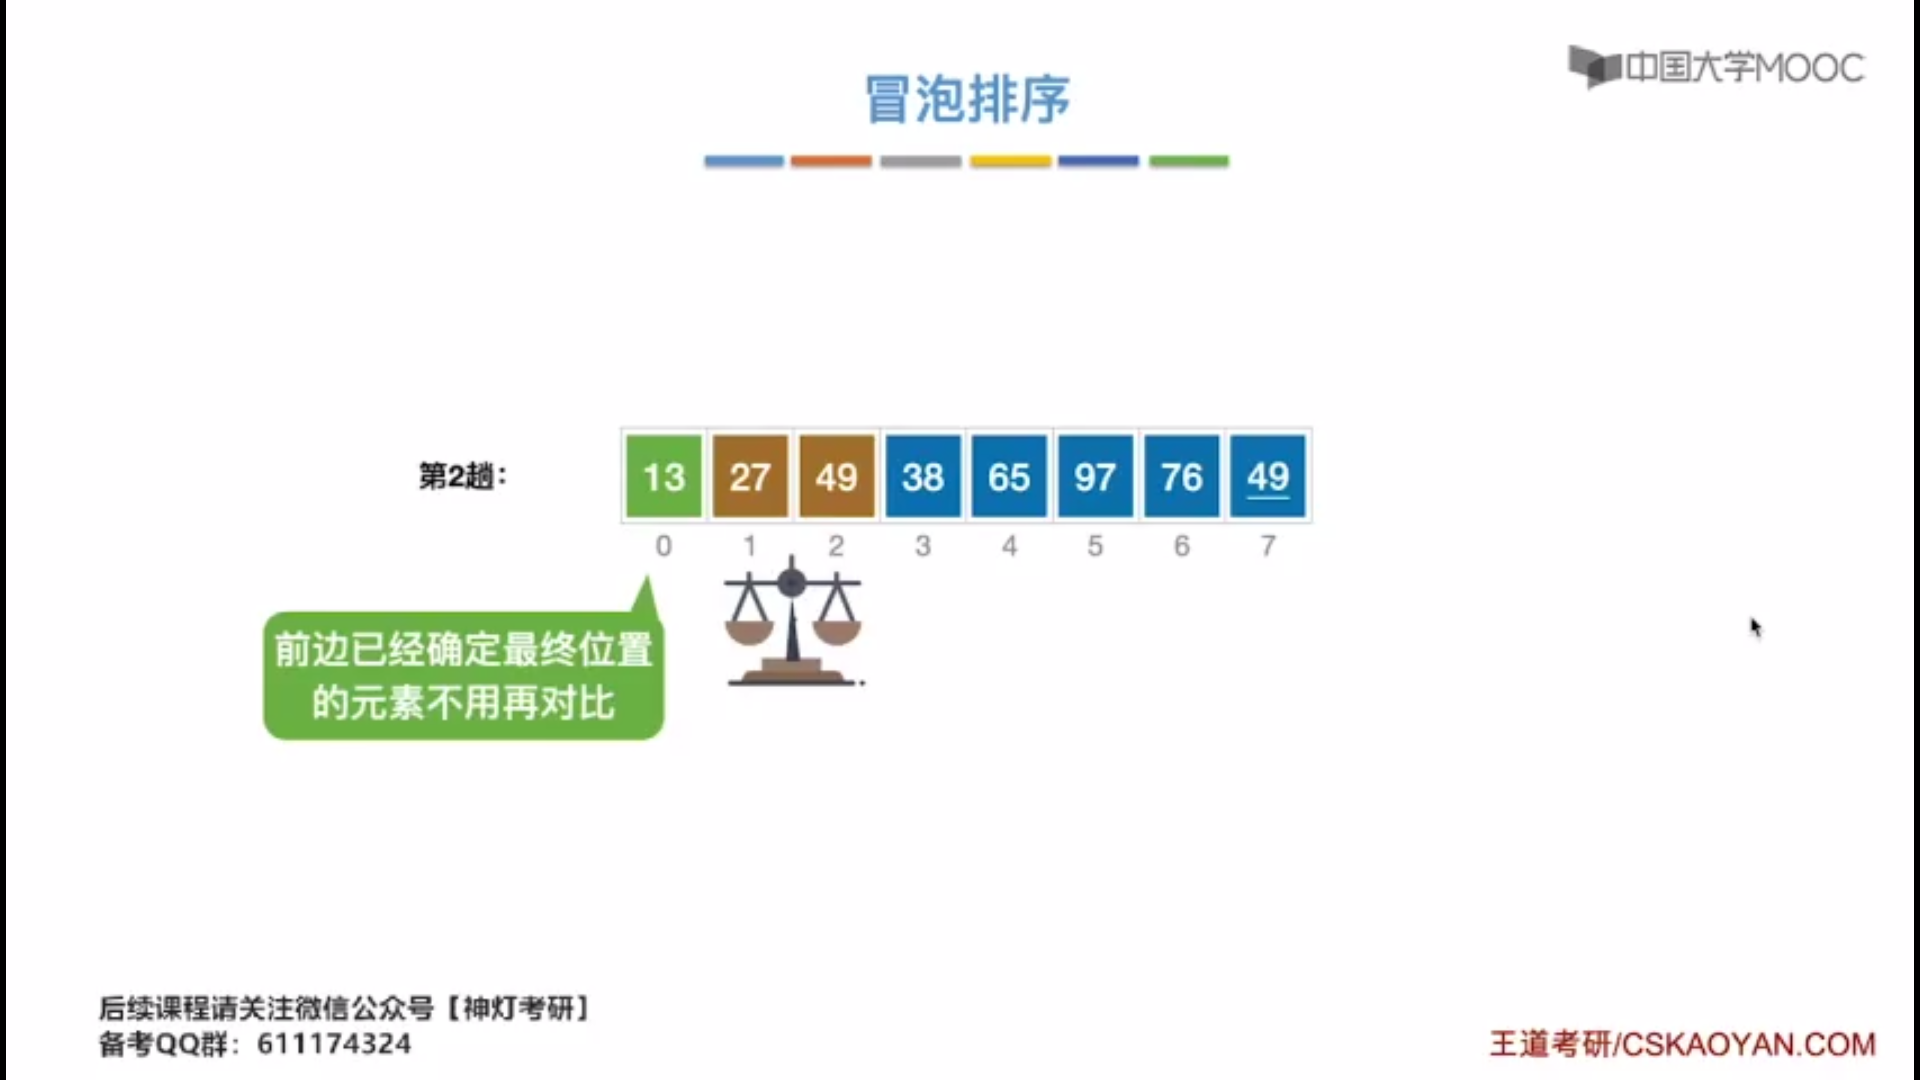 中国大学MOOC
冒泡排序
第2趟：
13 27 49 38 65 97 76 49
0 1 2 3 4 5 6 7
前边已经确定最终位置
的元素不用再对比
后续课程请关注微信公众号【神灯考研】
备考QQ群：611174324
王道考研/CSKAOYAN.COM